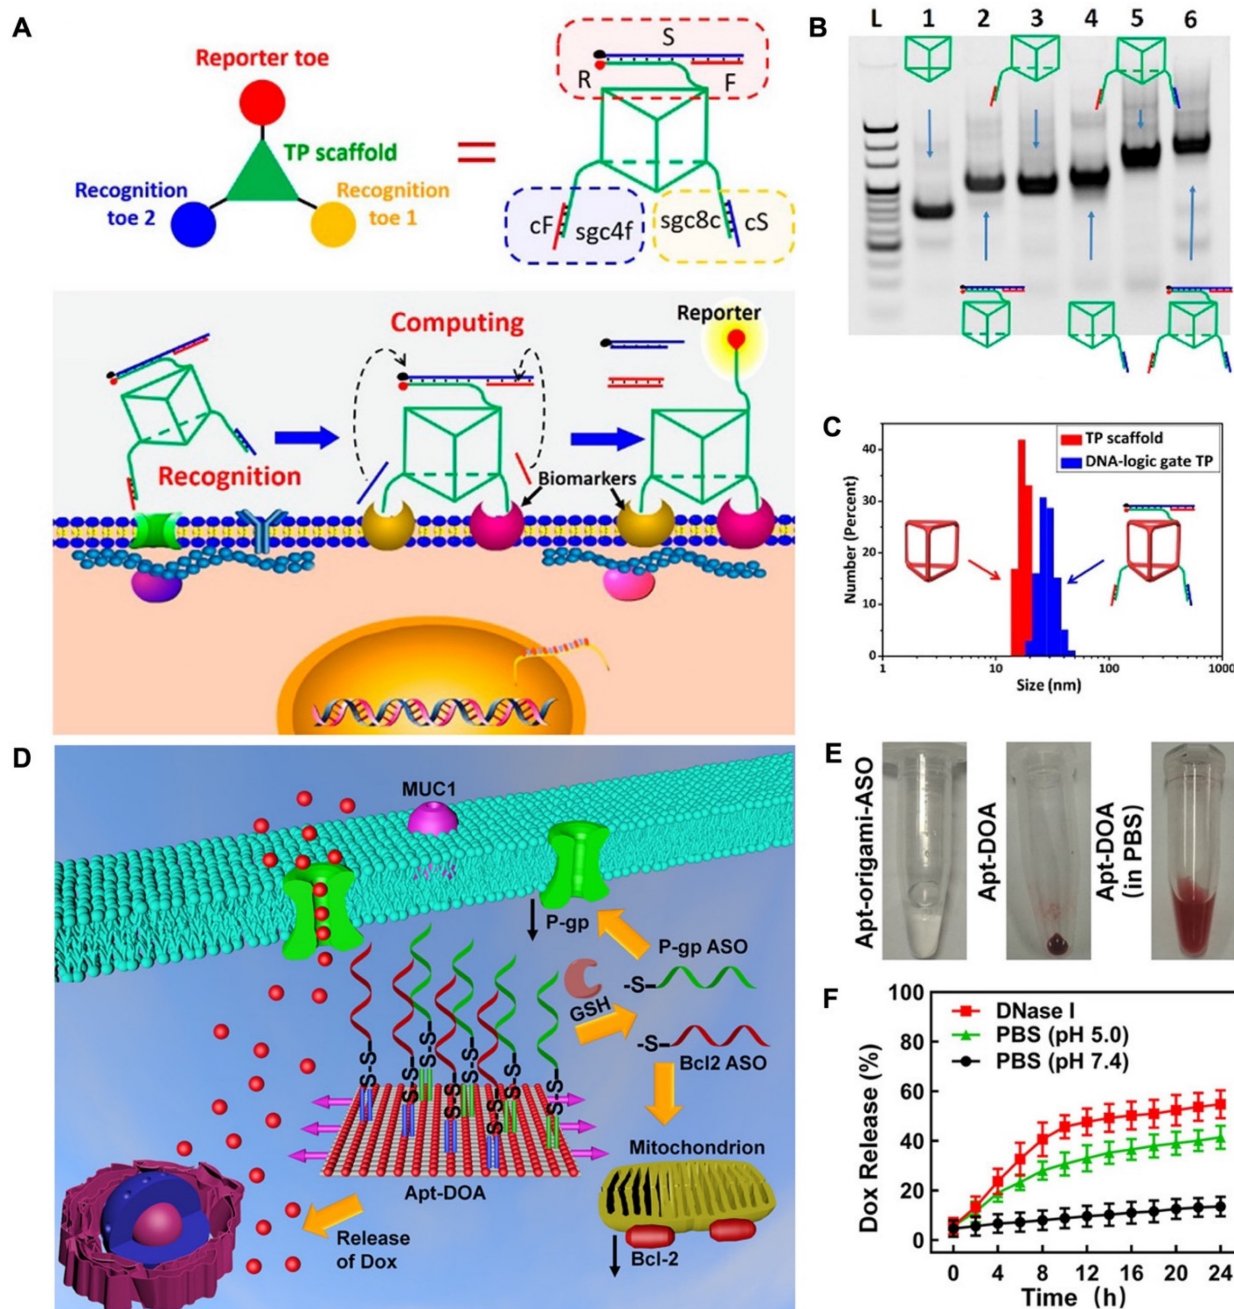 A
Reporter toe
TP scaffold
Recognition
toe 2
Recognition
toe 1
S
R
F
cF
sgc4f
sgc8c
cS
Computing
Reporter
Recognition
Biomarkers
B
L 1 2 3 4 5 6
C
TP scaffold
DNA-logic gate TP
Number (Percent)
40
30
20
10
0
1 10 100 1000
Size (nm)
D
MUC1
P-gp
P-gp ASO
-S-
GSH
-S-
Bcl2 ASO
S-S
S-S
S-S
S-S
S-S
S-S
S-S
S-S
Mitochondrion
Apt-DOA
Release
of Dox
Bcl-2
E
Apt-origami-ASO
Apt-DOA
Apt-DOA
(in PBS)
F
DNase I
PBS (pH 5.0)
PBS (pH 7.4)
Dox Release (%)
100
80
60
40
20
0
0 4 8 12 16 20 24
Time (h)